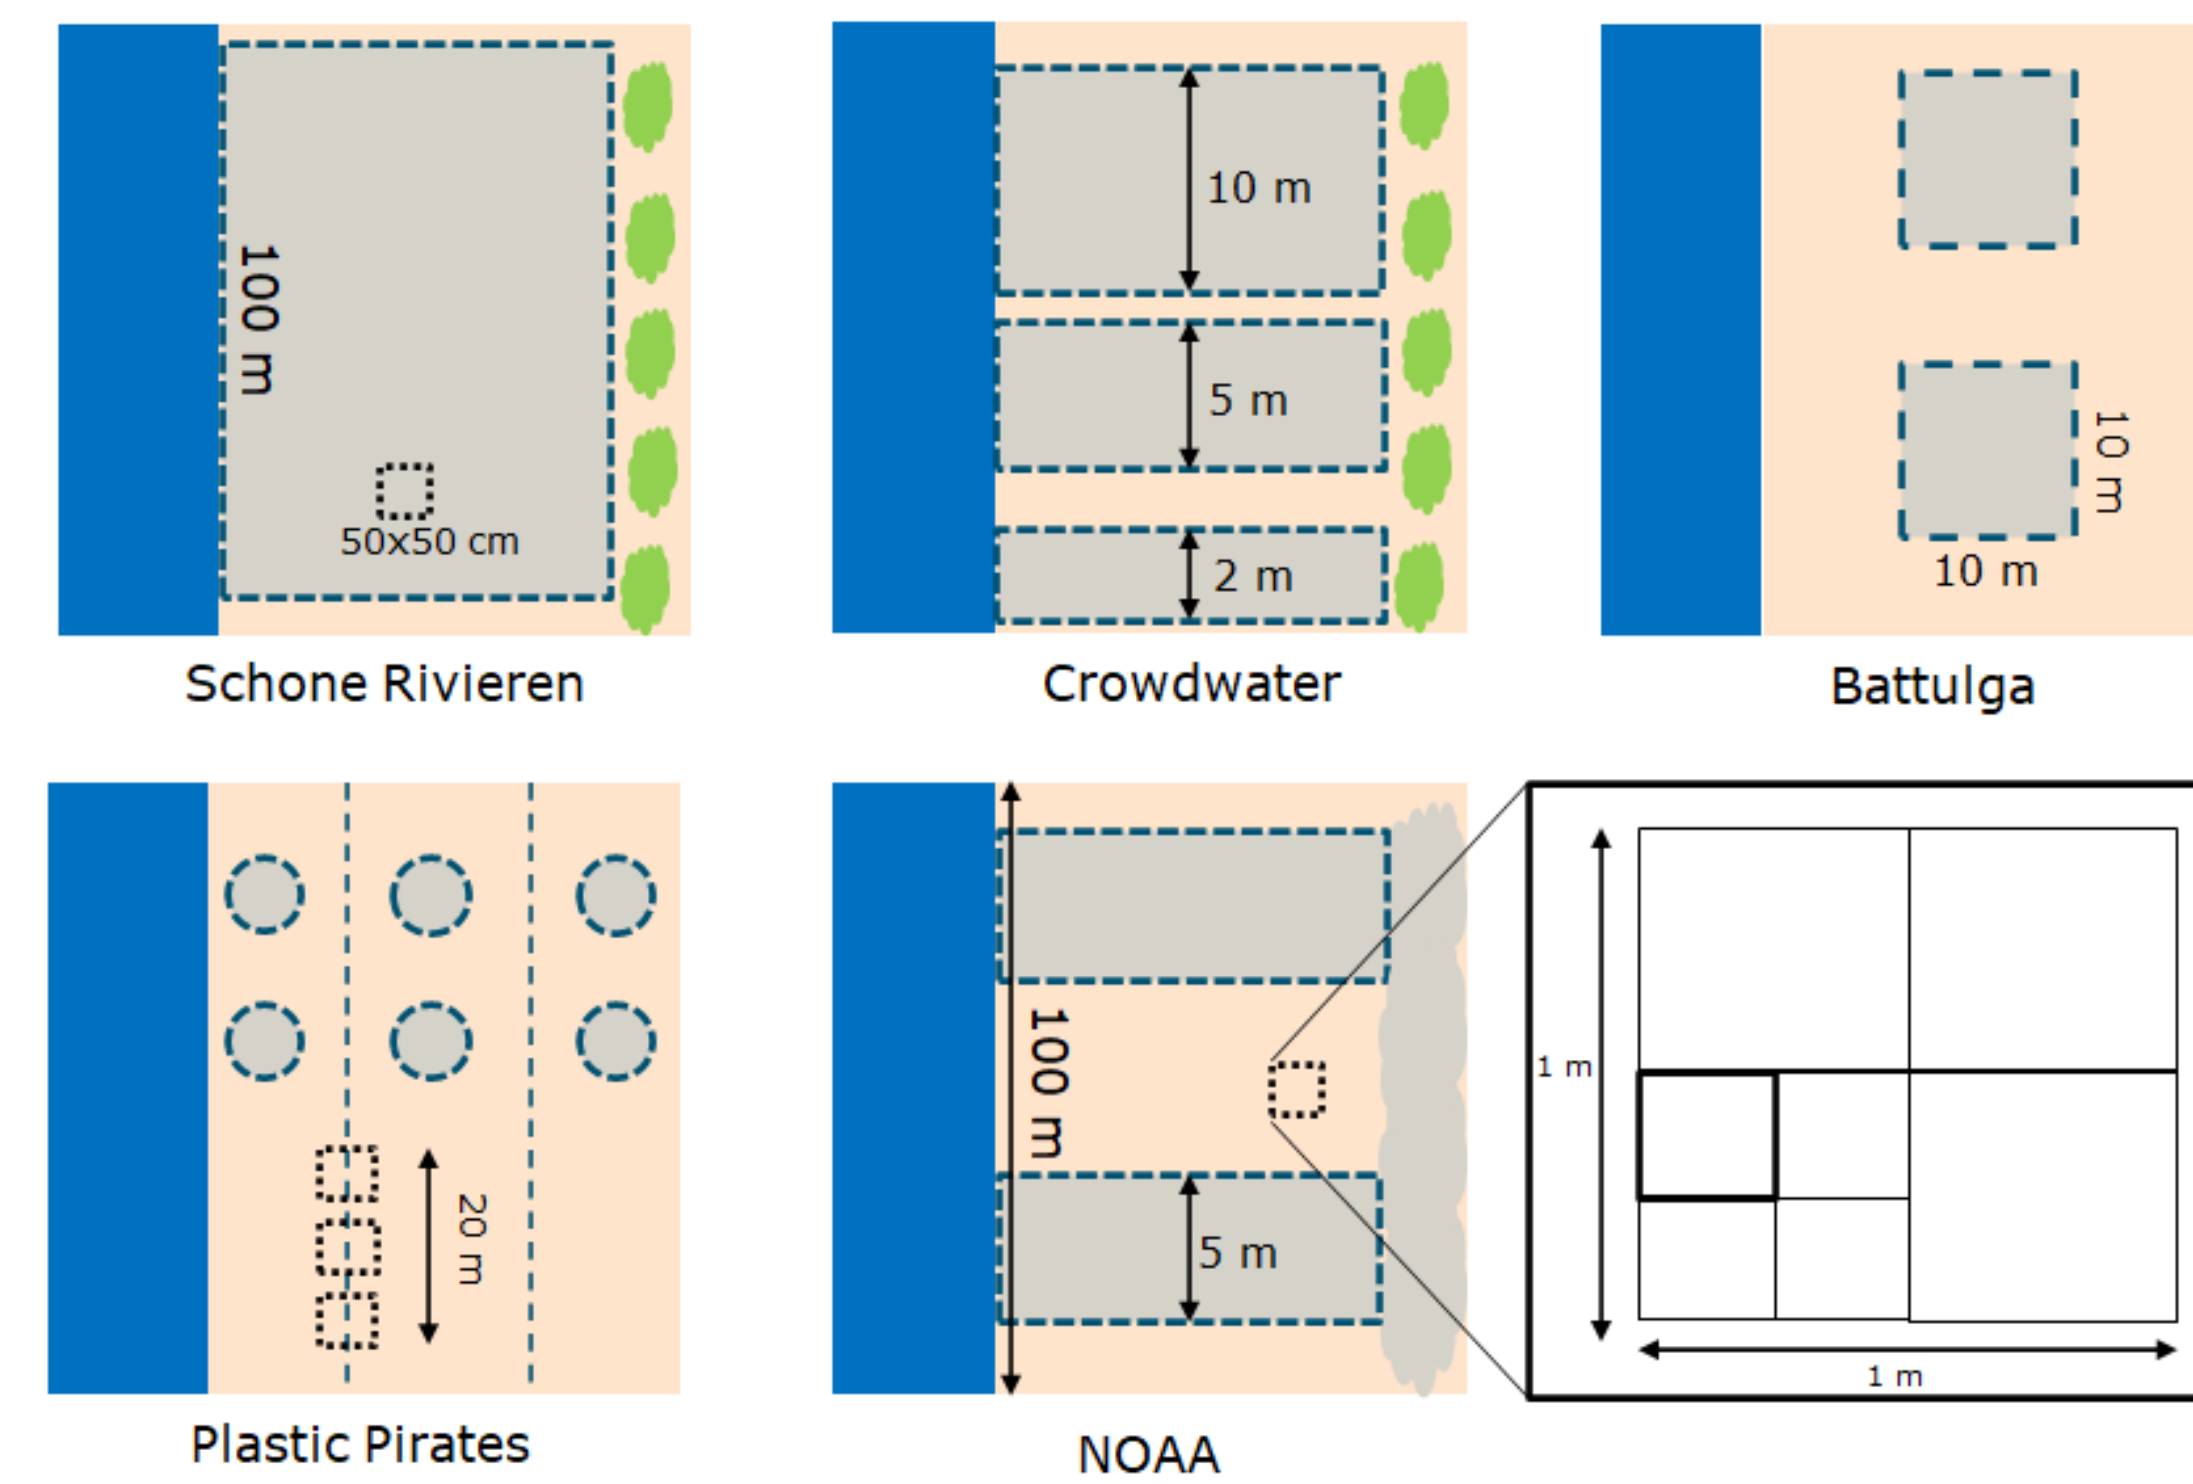 100 m
50x50 cm
Schone Rivieren
10 m
5 m
2 m
Crowdwater
10 m
10 m
Battulga
20 m
Plastic Pirates
100 m
5 m
NOAA
1 m
1 m